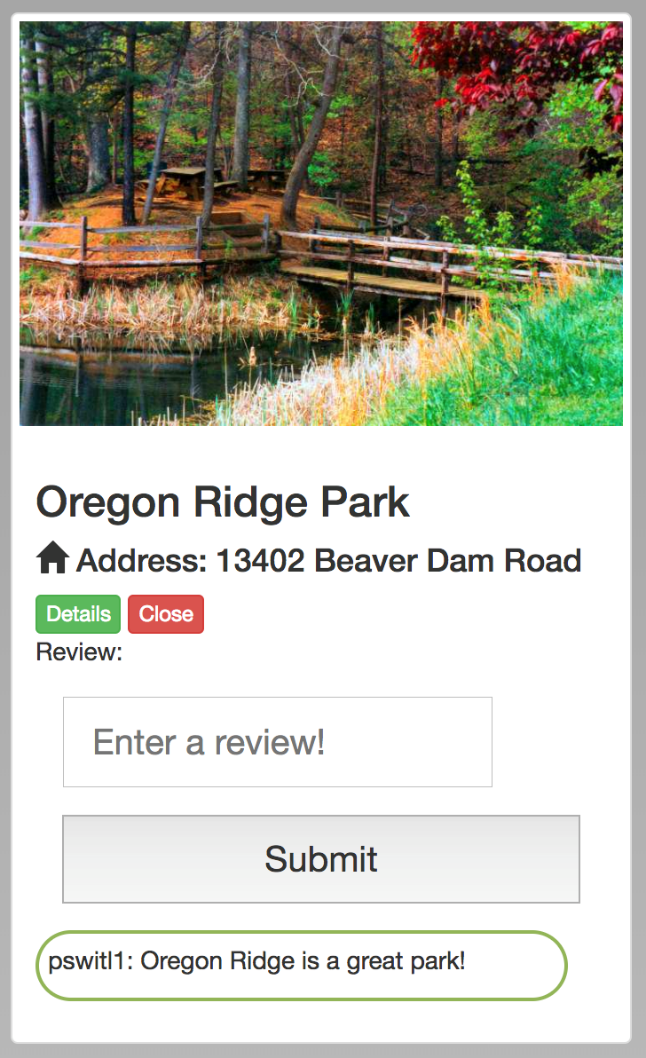 Oregon Ridge Park
Address: 13402 Beaver Dam Road
Details Close
Review:
Enter a review!
Submit
pswitl1: Oregon Ridge is a great park!